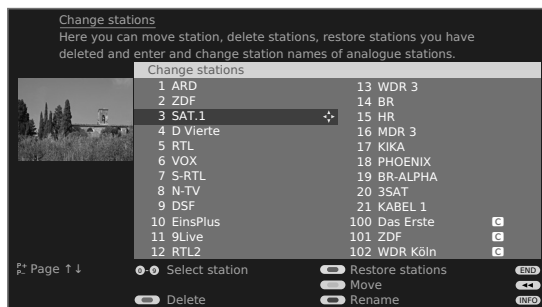 Change stations
Here you can move station, delete stations, restore stations you have
deleted and enter and change station names of analogue stations.
Change stations
1 ARD
2 ZDF
3 SAT.1
4 D Vierte
5 RTL
6 VOX
7 S-RTL
8 N-TV
9 DSF
10 EinsPlus
11 9Live
12 RTL2
13 WDR 3
14 BR
15 HR
16 MDR 3
17 KIKA
18 PHOENIX
19 BR-ALPHA
20 3SAT
21 KABEL 1
100 Das Erste C
101 ZDF C
102 WDR Köln C
P+ P- Page ↑↓
0-9 Select station
Delete
Restore stations END
Move
Rename INFO